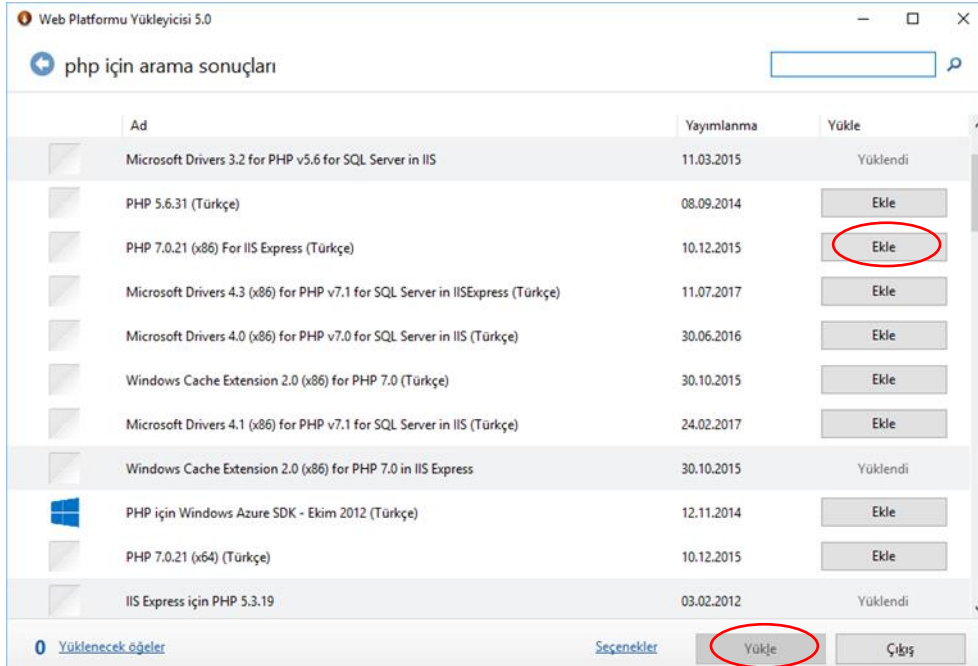 Web Platformu Yükleyicisi 5.0
php için arama sonuçları
Ad Yayımlanma Yükle
Microsoft Drivers 3.2 for PHP v5.6 for SQL Server in IIS 11.03.2015 Yüklendi
PHP 5.6.31 (Türkçe) 08.09.2014 Ekle
PHP 7.0.21 (x86) For IIS Express (Türkçe) 10.12.2015 Ekle
Microsoft Drivers 4.3 (x86) for PHP v7.1 for SQL Server in IISExpress (Türkçe) 11.07.2017 Ekle
Microsoft Drivers 4.0 (x86) for PHP v7.0 for SQL Server in IIS (Türkçe) 30.06.2016 Ekle
Windows Cache Extension 2.0 (x86) for PHP 7.0 (Türkçe) 30.10.2015 Ekle
Microsoft Drivers 4.1 (x86) for PHP v7.1 for SQL Server in IIS (Türkçe) 24.02.2017 Ekle
Windows Cache Extension 2.0 (x86) for PHP 7.0 in IIS Express 30.10.2015 Yüklendi
PHP için Windows Azure SDK - Ekim 2012 (Türkçe) 12.11.2014 Ekle
PHP 7.0.21 (x64) (Türkçe) 10.12.2015 Ekle
IIS Express için PHP 5.3.19 03.02.2012 Yüklendi
0 Yüklenecek öğeler Seçenekler Yükle Çıkış